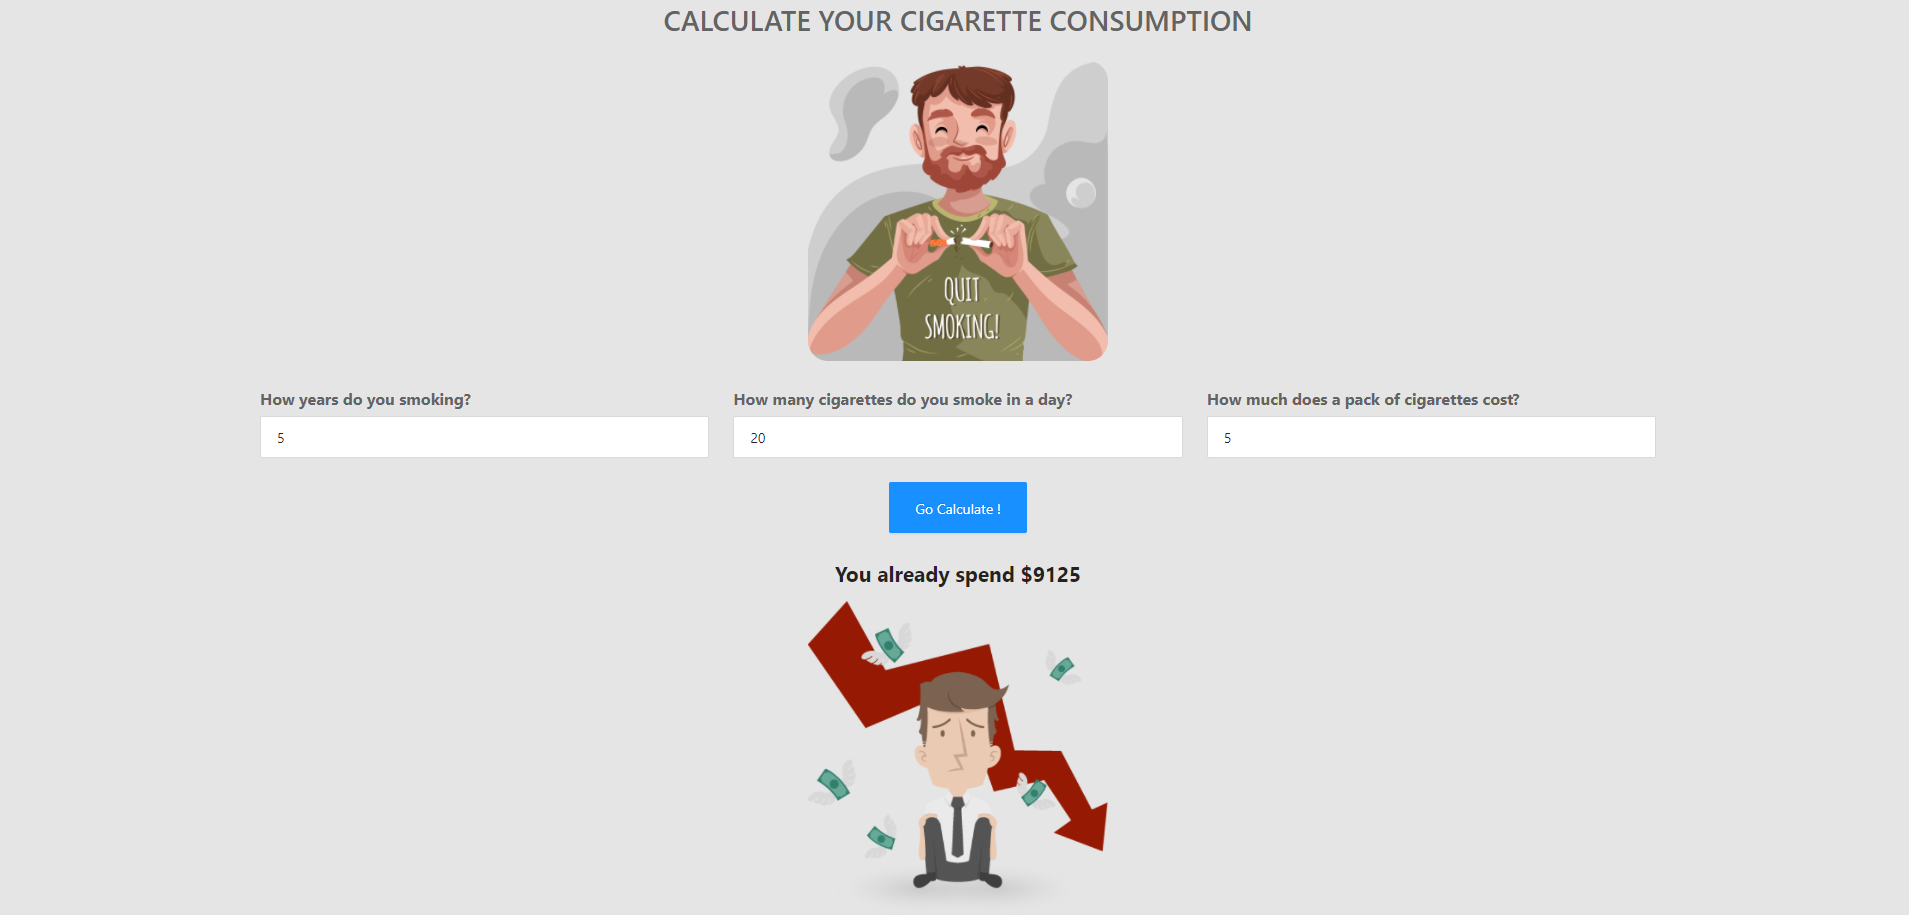 CALCULATE YOUR CIGARETTE CONSUMPTION
QUIT
SMOKING!
How years do you smoking?
How many cigarettes do you smoke in a day?
How much does a pack of cigarettes cost?
5
20
5
Go Calculate !
You already spend $9125